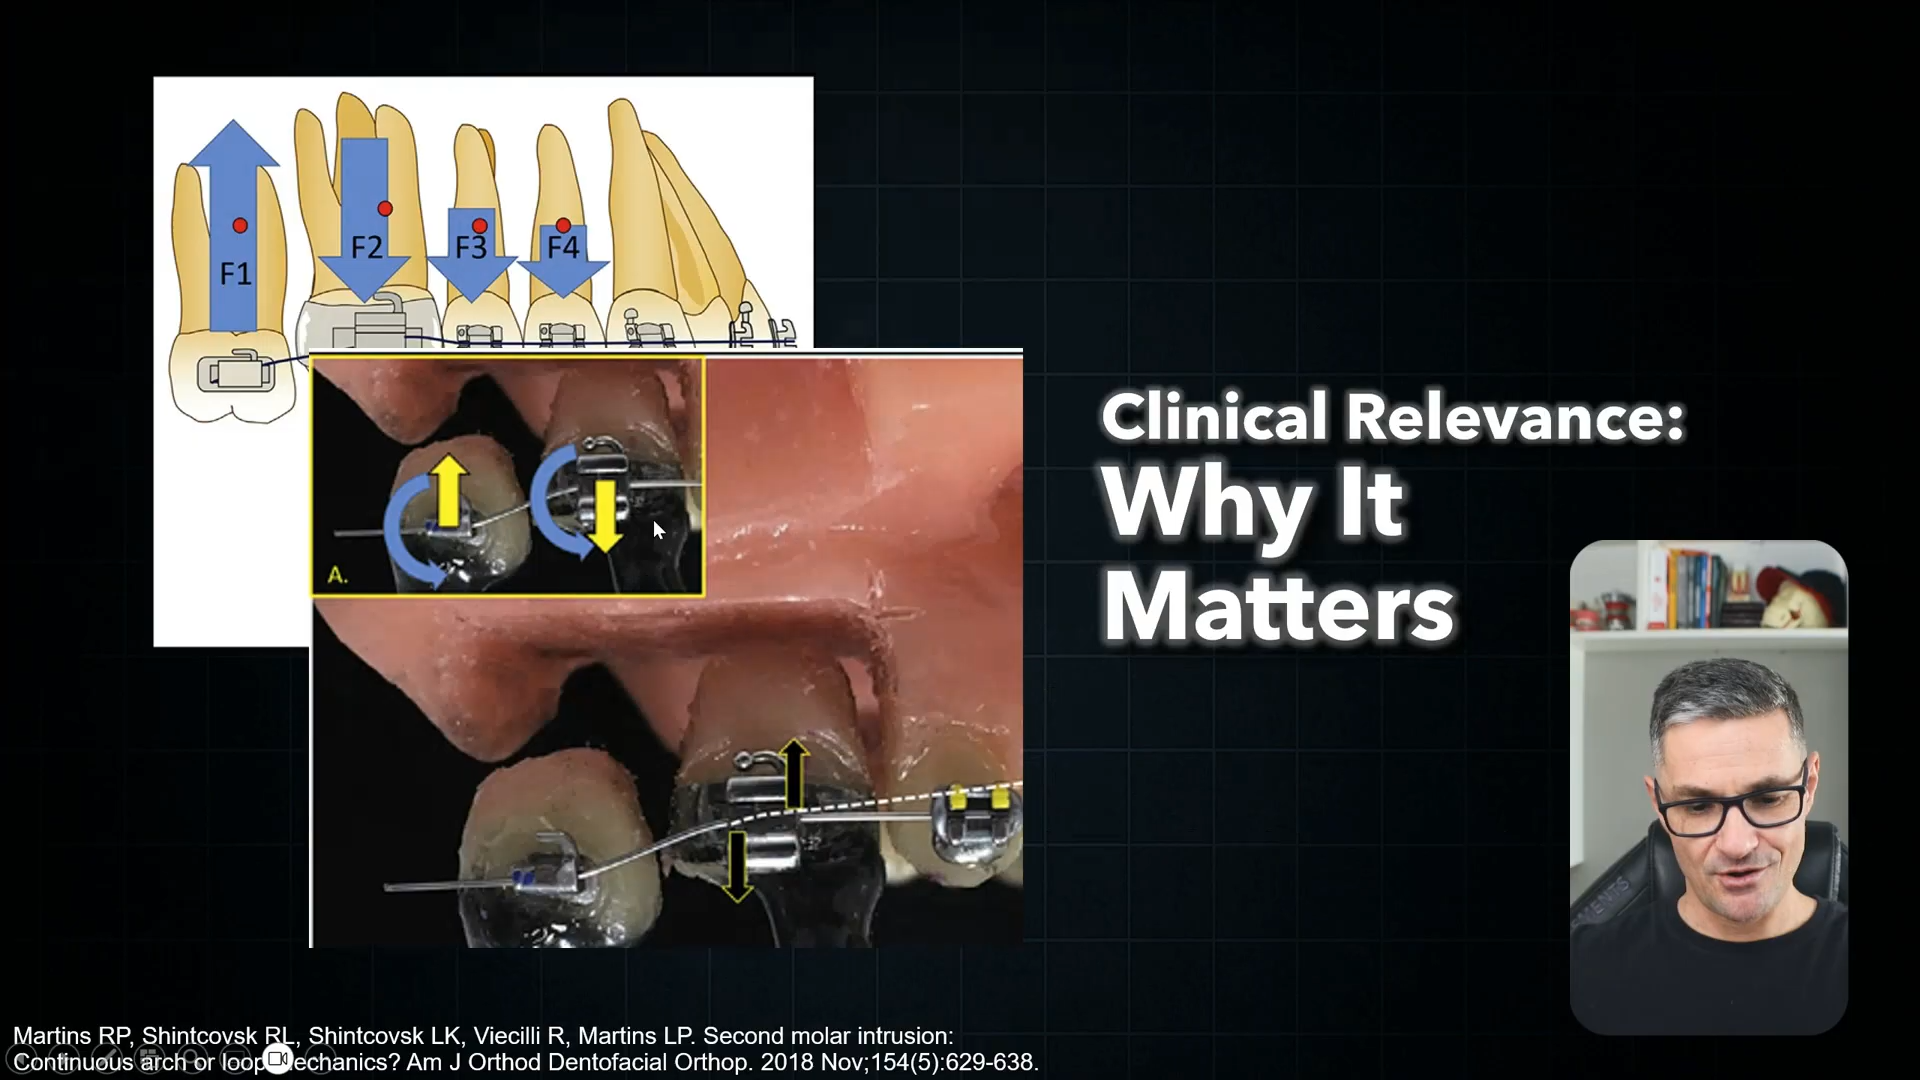 F1
F2
F3
F4
A.
Clinical Relevance:
Why It
Matters
MENTS
Martins RP, Shintcovsk RL, Shintcovsk LK, Viecilli R, Martins LP. Second molar intrusion:
Continuous arch or loop mechanics? Am J Orthod Dentofacial Orthop. 2018 Nov;154(5):629-638.